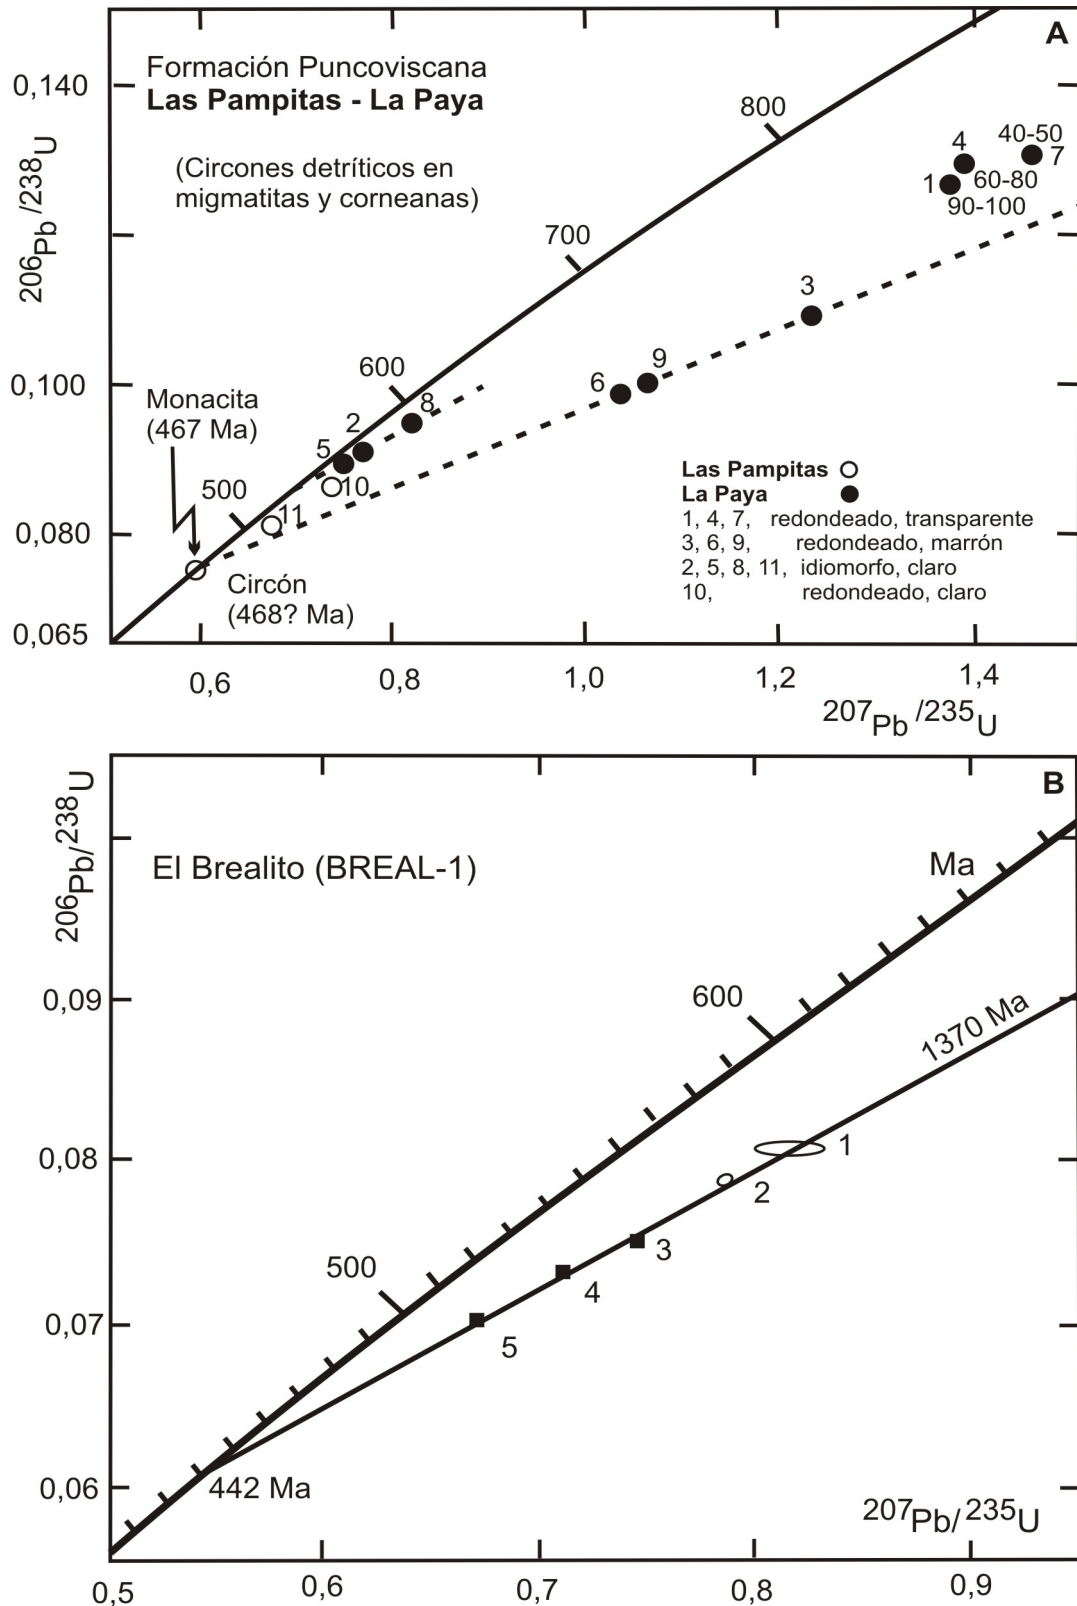 A
Formación Puncoviscana
Las Pampitas - La Paya
(Circones detríticos en
migmatitas y corneanas)
206Pb/238U
0,140
0,100
0,080
0,065
800
700
600
500
4
40-50
7
1
60-80
90-100
3
9
6
8
2
5
10
11
Monacita
(467 Ma)
Circón
(468? Ma)
Las Pampitas
La Paya
1, 4, 7, redondeado, transparente
3, 6, 9, redondeado, marrón
2, 5, 8, 11, idiomorfo, claro
10, redondeado, claro
0,6 0,8 1,0 1,2 1,4
207Pb/235U
B
206Pb/238U
El Brealito (BREAL-1)
Ma
0,09
0,08
0,07
0,06
600
500
1370 Ma
1
2
3
4
5
442 Ma
207Pb/235U
0,5 0,6 0,7 0,8 0,9